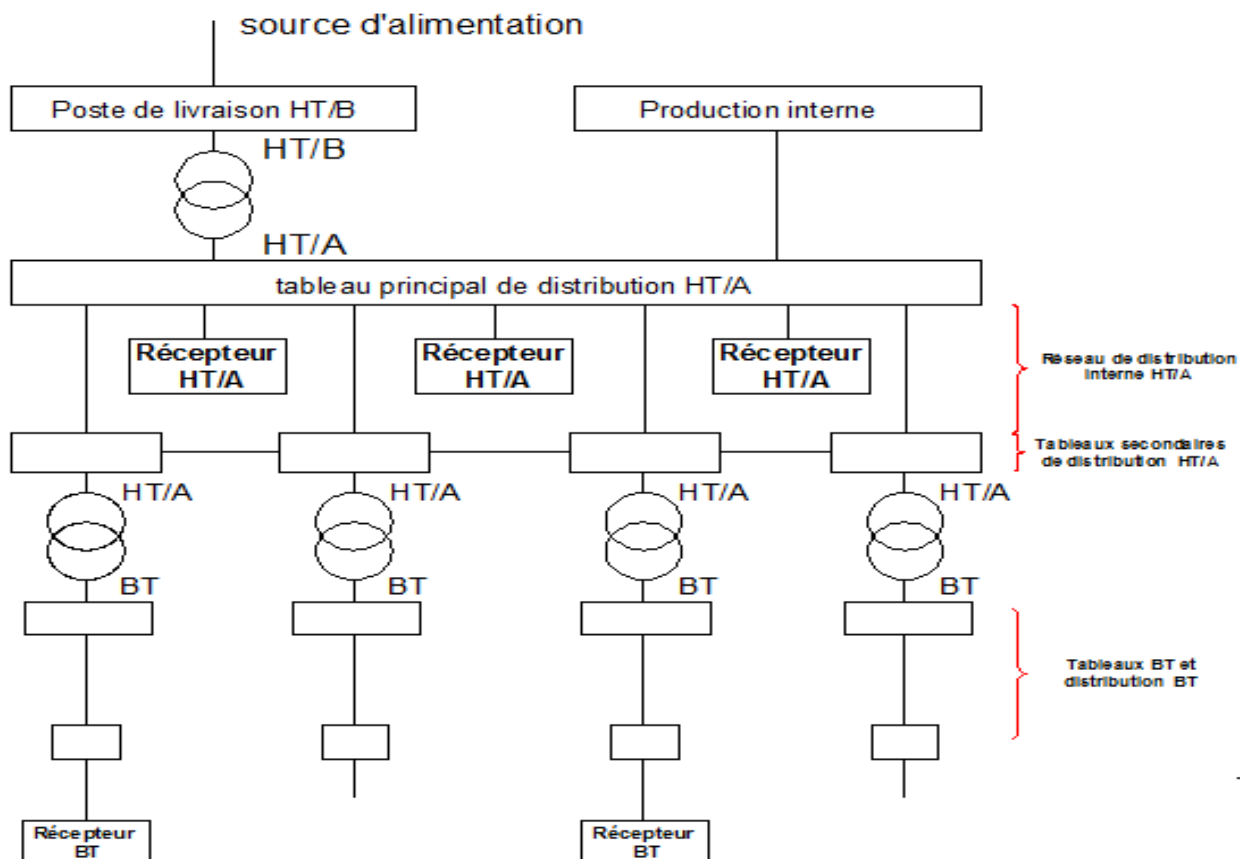 source d'alimentation
Poste de livraison HT/B
Production interne
HT/B
HT/A
tableau principal de distribution HT/A
Récepteur
HT/A
Récepteur
HT/A
Récepteur
HT/A
Réseau de distribution
interne HT/A
Tableaux secondaires
de distribution HT/A
HT/A
HT/A
HT/A
HT/A
BT
BT
BT
BT
Tableaux BT et
distribution BT
Récepteur
BT
Récepteur
BT